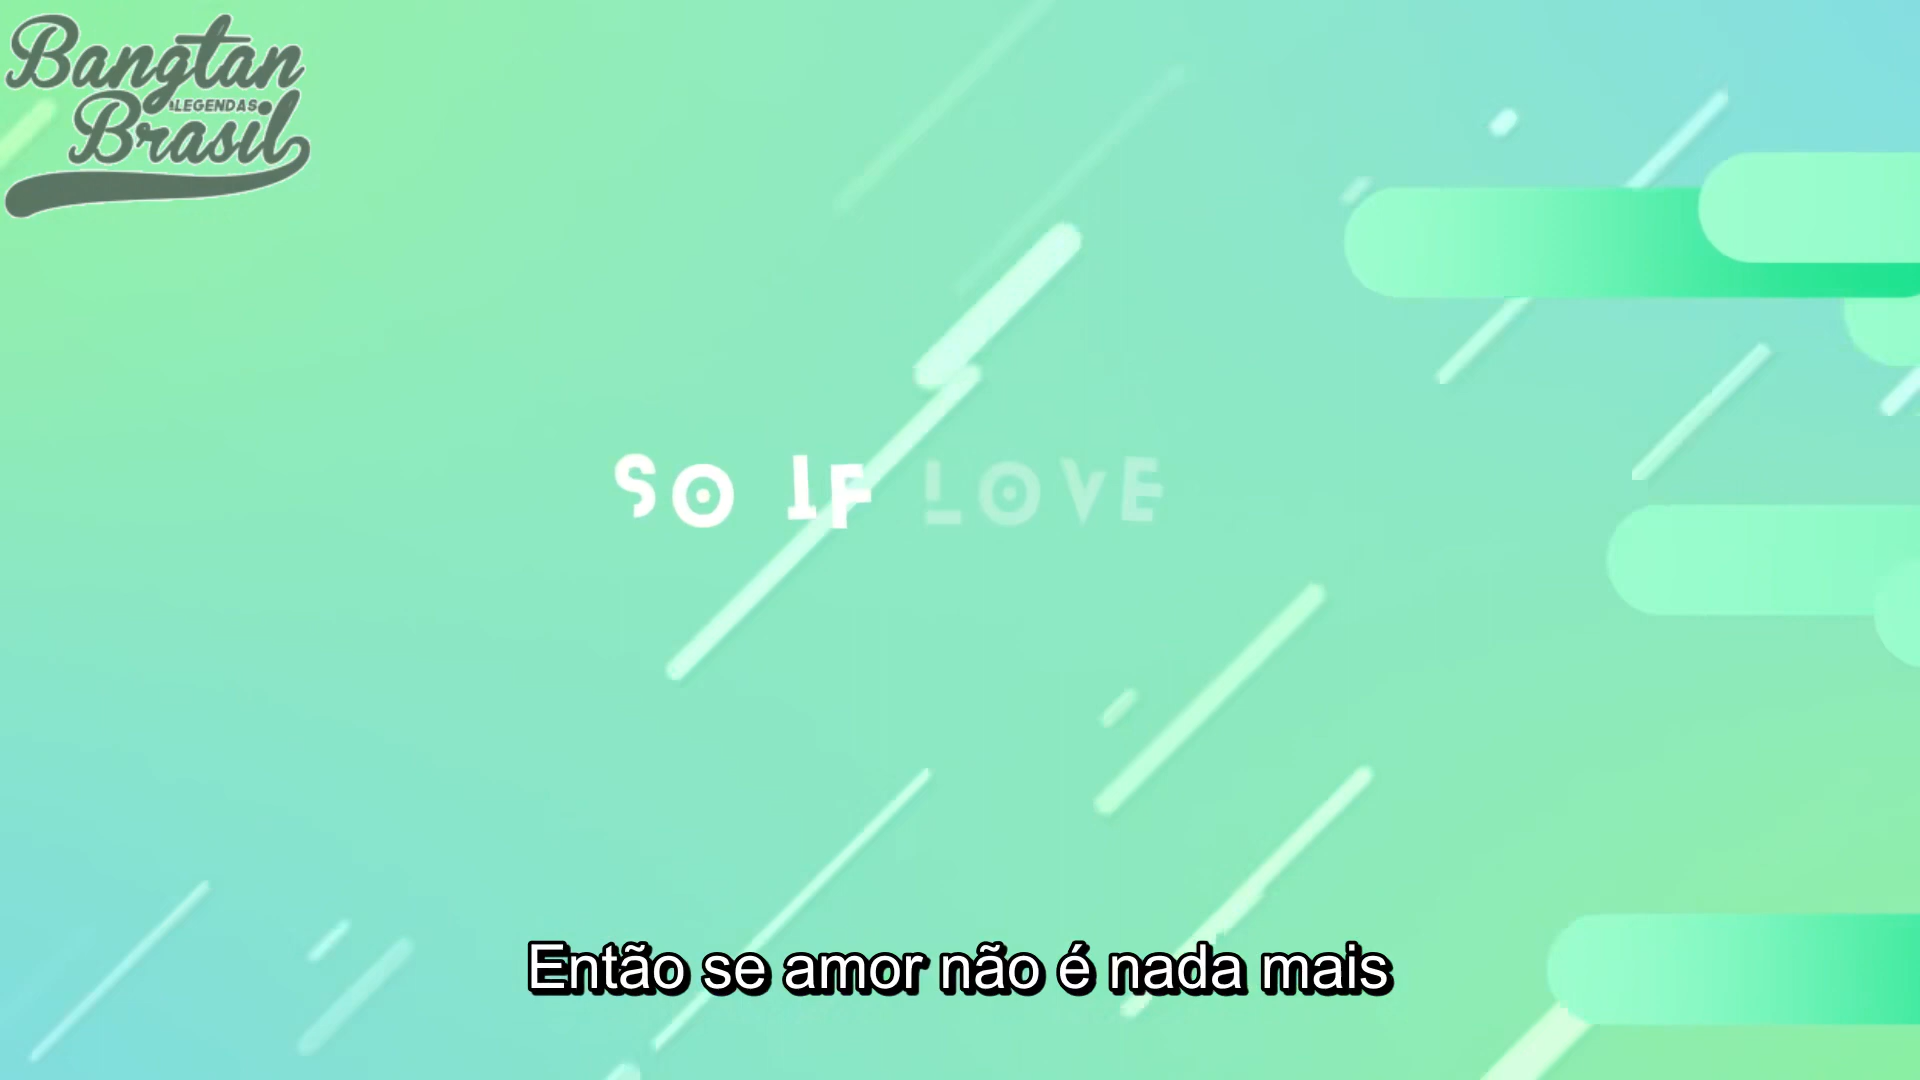 Bangtan
LEGENDAS
Brasil
SO IF LOVE
Então se amor não é nada mais